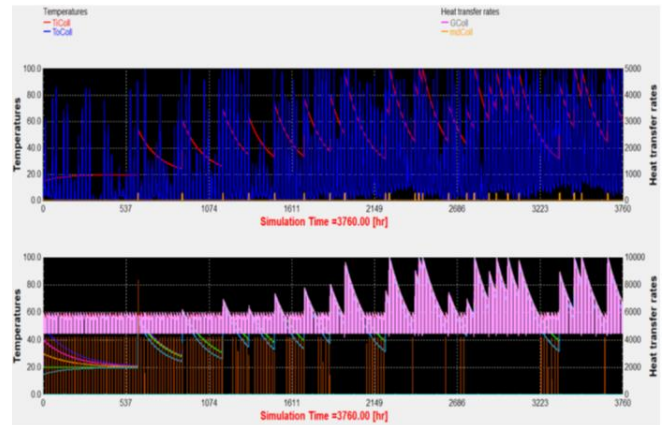 Temperatures
TiColl
ToColl
Heat transfer rates
GColl
mdColl
100.0
80.0
60.0
40.0
20.0
0.0
Temperatures
5000
4000
3000
2000
1000
0
Heat transfer rates
0 537 1074 1611 2149 2686 3223 3760
Simulation Time =3760.00 [hr]
100.0
80.0
60.0
40.0
20.0
0.0
Temperatures
10000
8000
6000
4000
2000
0
Heat transfer rates
0 537 1074 1611 2149 2686 3223 3760
Simulation Time =3760.00 [hr]